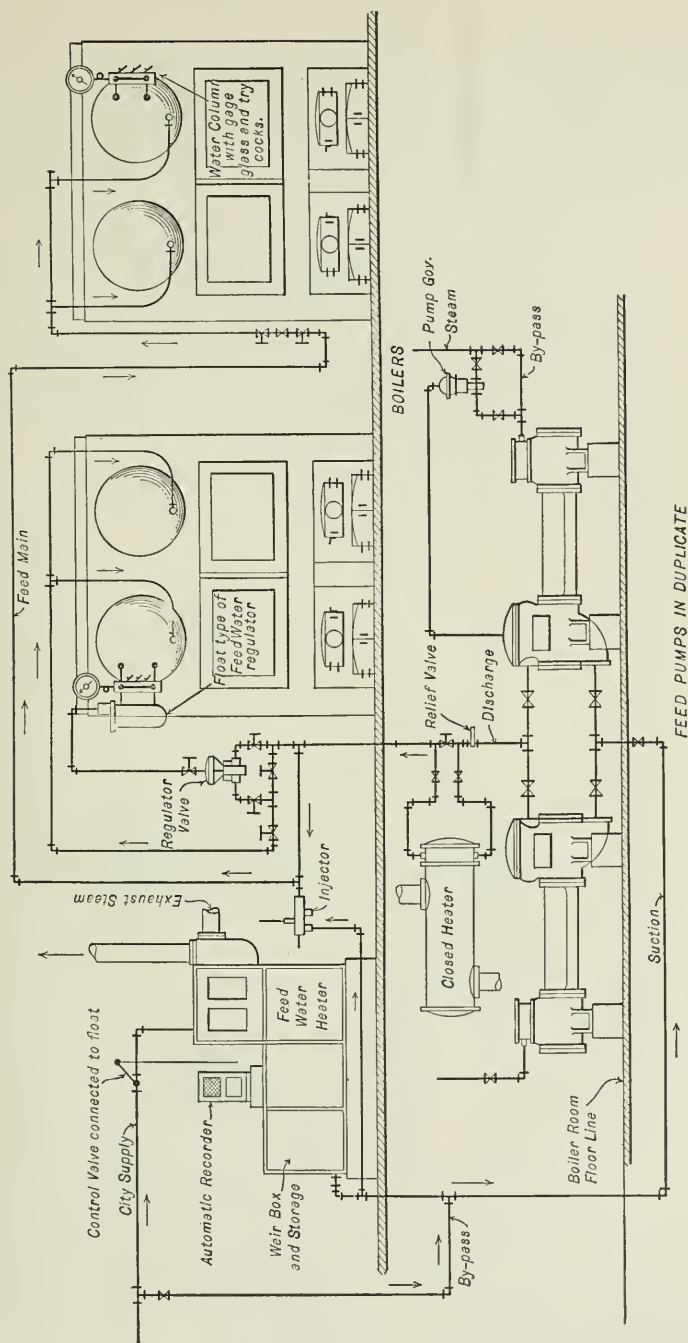 Control Valve connected to float
City Supply
Automatic Recorder
Weir Box
and Storage
Feed
Water
Heater
Exhaust Steam
Injector
By-pass
Feed Main
Regulator
Valve
Float type of
Feed Water
regulator
Water Column
with gage
glass and try
cocks.
Closed Heater
Relief Valve
Discharge
BOILERS
Pump Gov.
Steam
By-pass
Boiler Room
Floor Line
Suction
FEED PUMPS IN DUPLICATE